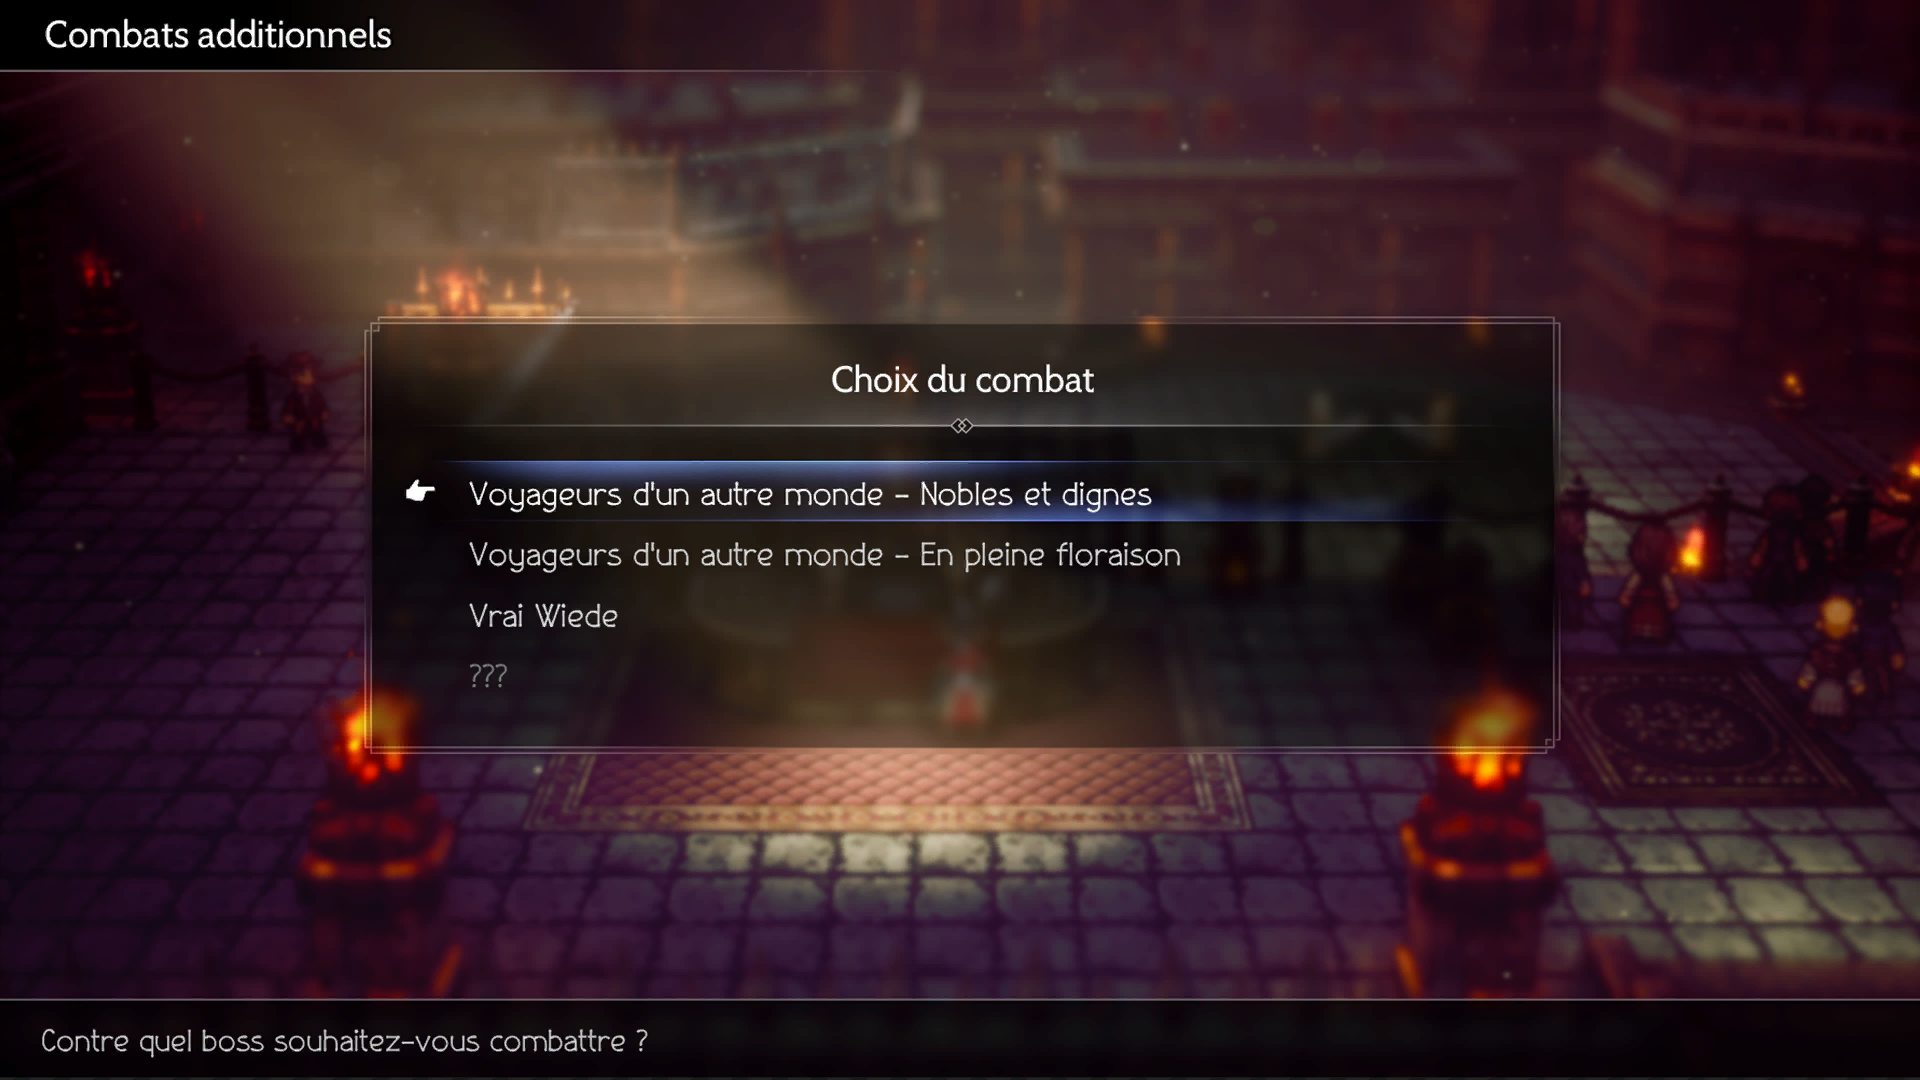 Combats additionnels
Choix du combat
Voyageurs d'un autre monde - Nobles et dignes
Voyageurs d'un autre monde - En pleine floraison
Vrai Wiede
???
Contre quel boss souhaitez-vous combattre ?